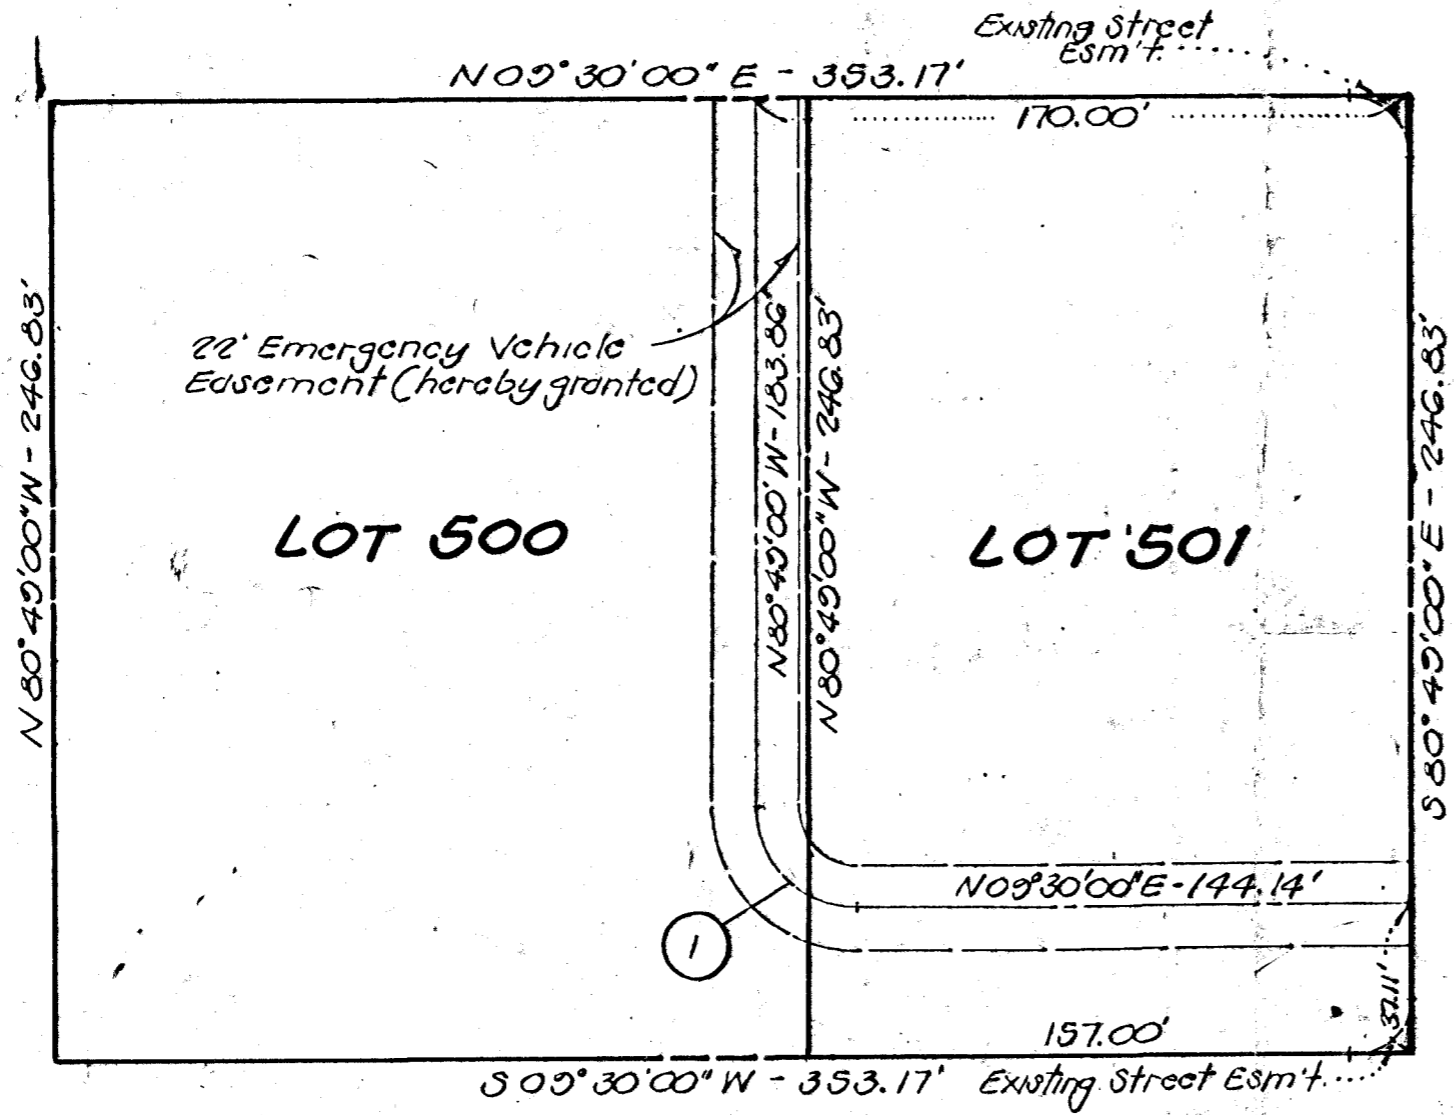 Existing Street
Esm't.
N 09° 30' 00" E - 353.17'
170.00'
22' Emergency Vehicle
Easement (hereby granted)
N 80° 49' 00" W - 246.83'
N 80° 49' 00" W - 183.86'
N 80° 49' 00" W - 246.83'
S 80° 49' 00" E - 246.83'
LOT 500
LOT 501
N 09° 30' 00" E - 144.14'
1
37.11'
157.00'
S 09° 30' 00" W - 353.17'
Existing Street Esm't.